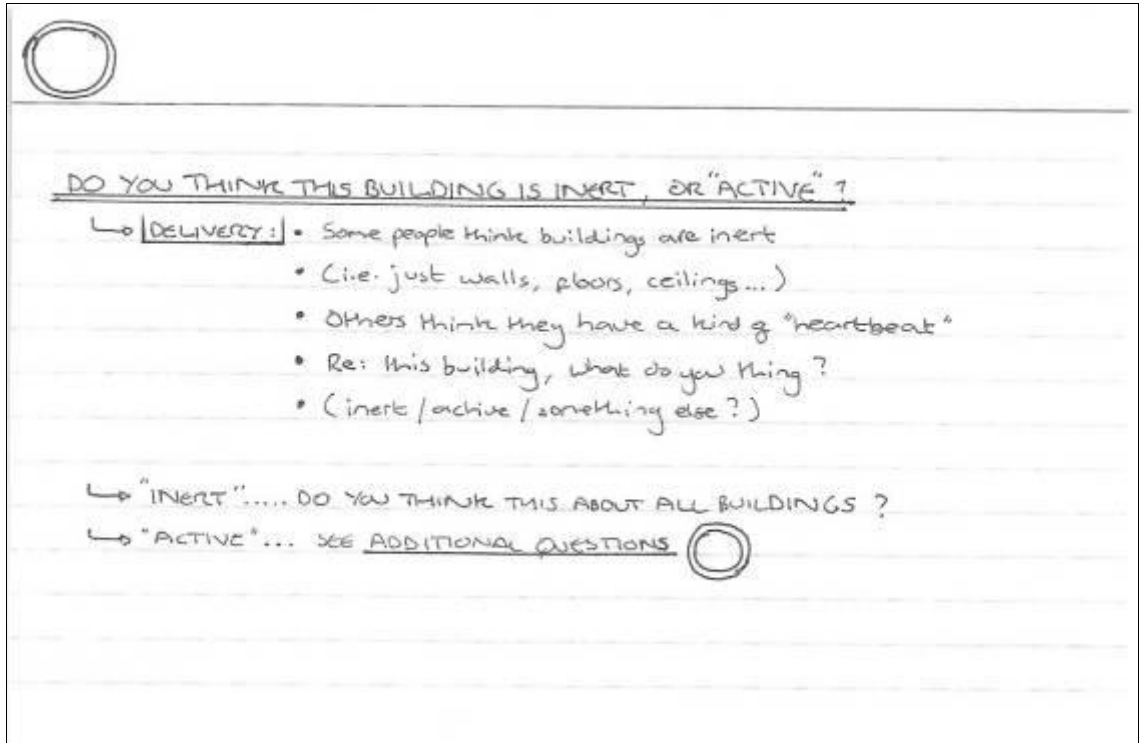 DO YOU THINK THIS BUILDING IS INERT, OR "ACTIVE" ?
DELIVERY: • Some people think buildings are inert
• (i.e. just walls, floors, ceilings...)
• Others think they have a kind of "heartbeat"
• Re: this building, what do you thing ?
• (inert / active / something else ?)
"INERT"..... DO YOU THINK THIS ABOUT ALL BUILDINGS ?
"ACTIVE"... SEE ADDITIONAL QUESTIONS